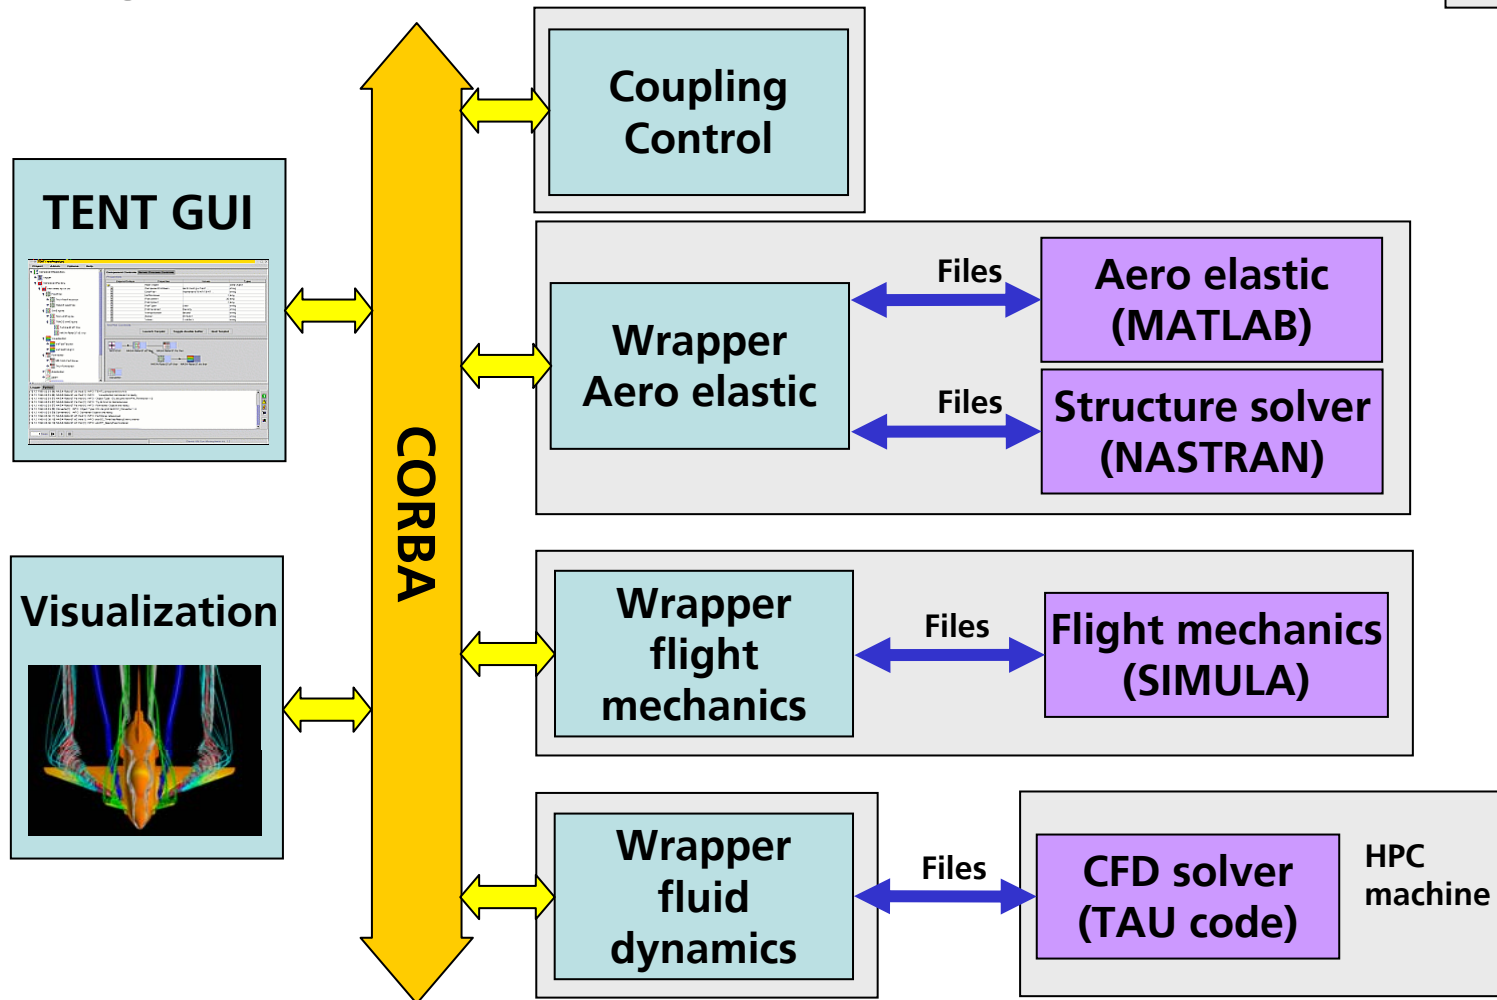 Coupling
Control
TENT GUI
Files
Aero elastic
(MATLAB)
Wrapper
Aero elastic
Files
Structure solver
(NASTRAN)
CORBA
Visualization
Wrapper
flight
mechanics
Files
Flight mechanics
(SIMULA)
Wrapper
fluid
dynamics
Files
CFD solver
(TAU code)
HPC
machine